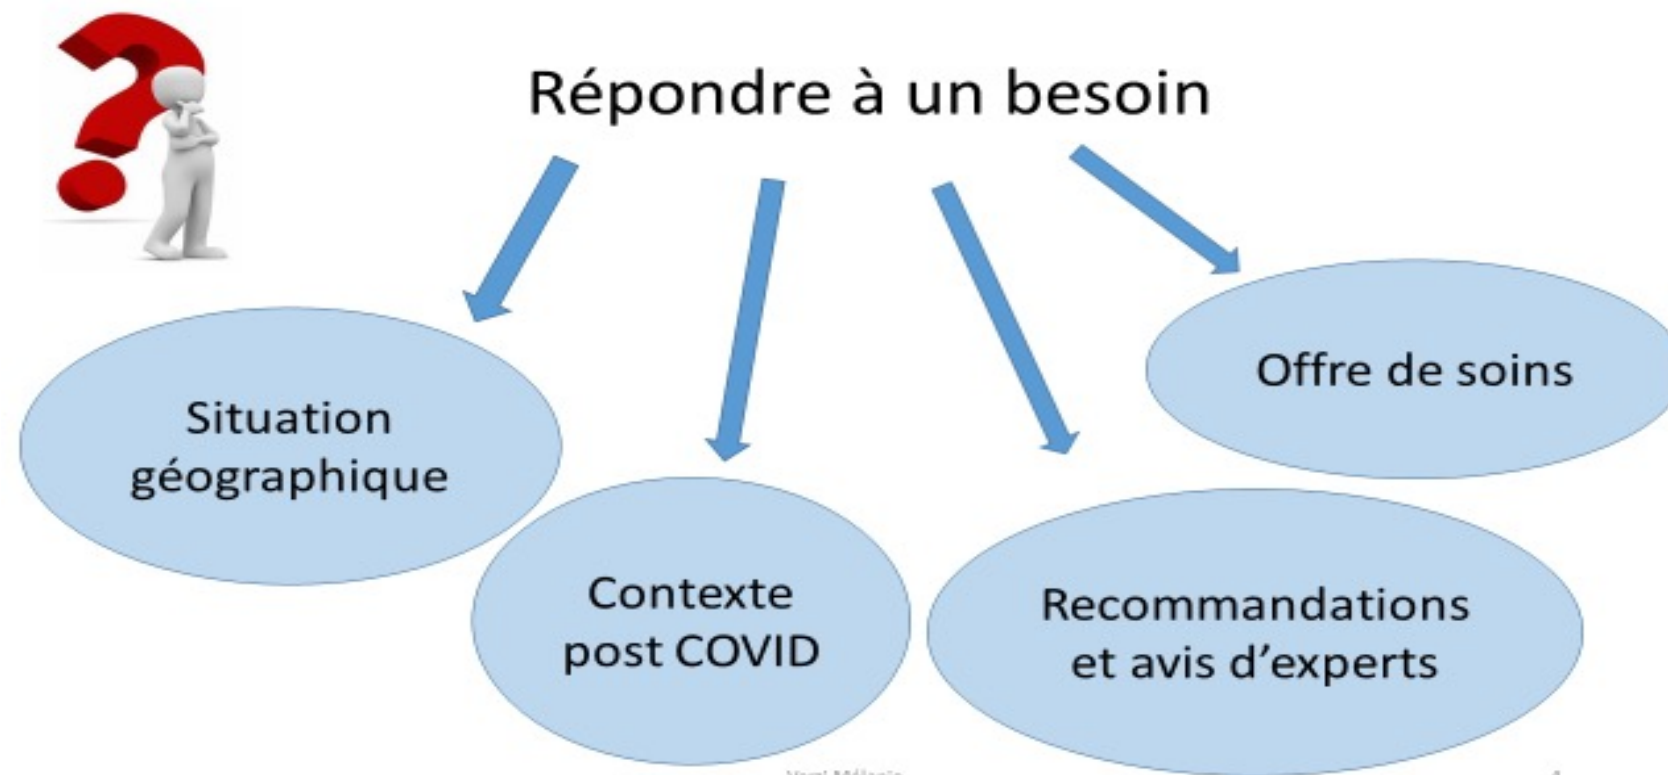 Répondre à un besoin
Situation
géographique
Contexte
post COVID
Recommandations
et avis d’experts
Offre de soins